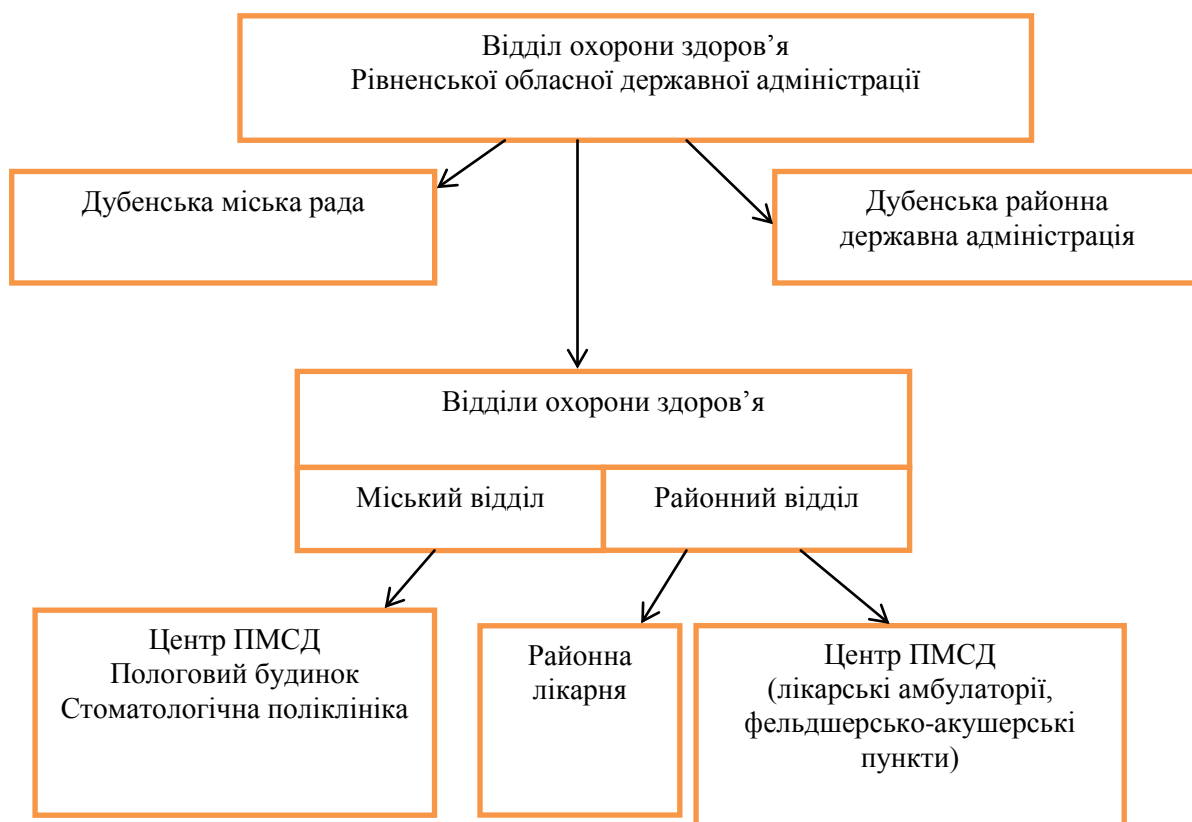 Відділ охорони здоров’я
Рівненської обласної державної адміністрації
Дубенська міська рада
Дубенська районна
державна адміністрація
Відділи охорони здоров’я
Міський відділ
Районний відділ
Центр ПМСД
Пологовий будинок
Стоматологічна поліклініка
Районна
лікарня
Центр ПМСД
(лікарські амбулаторії,
фельдшерсько-акушерські
пункти)